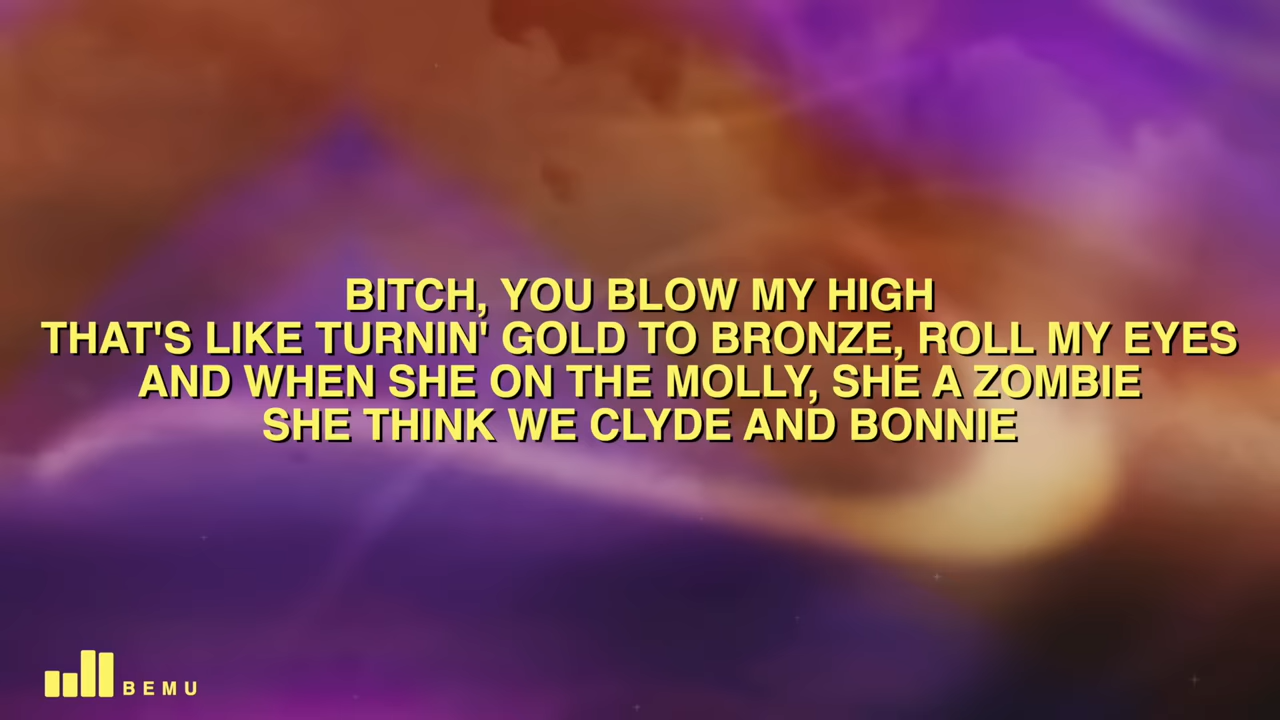 BITCH, YOU BLOW MY HIGH
THAT'S LIKE TURNIN' GOLD TO BRONZE, ROLL MY EYES
AND WHEN SHE ON THE MOLLY, SHE A ZOMBIE
SHE THINK WE CLYDE AND BONNIE
BEMU